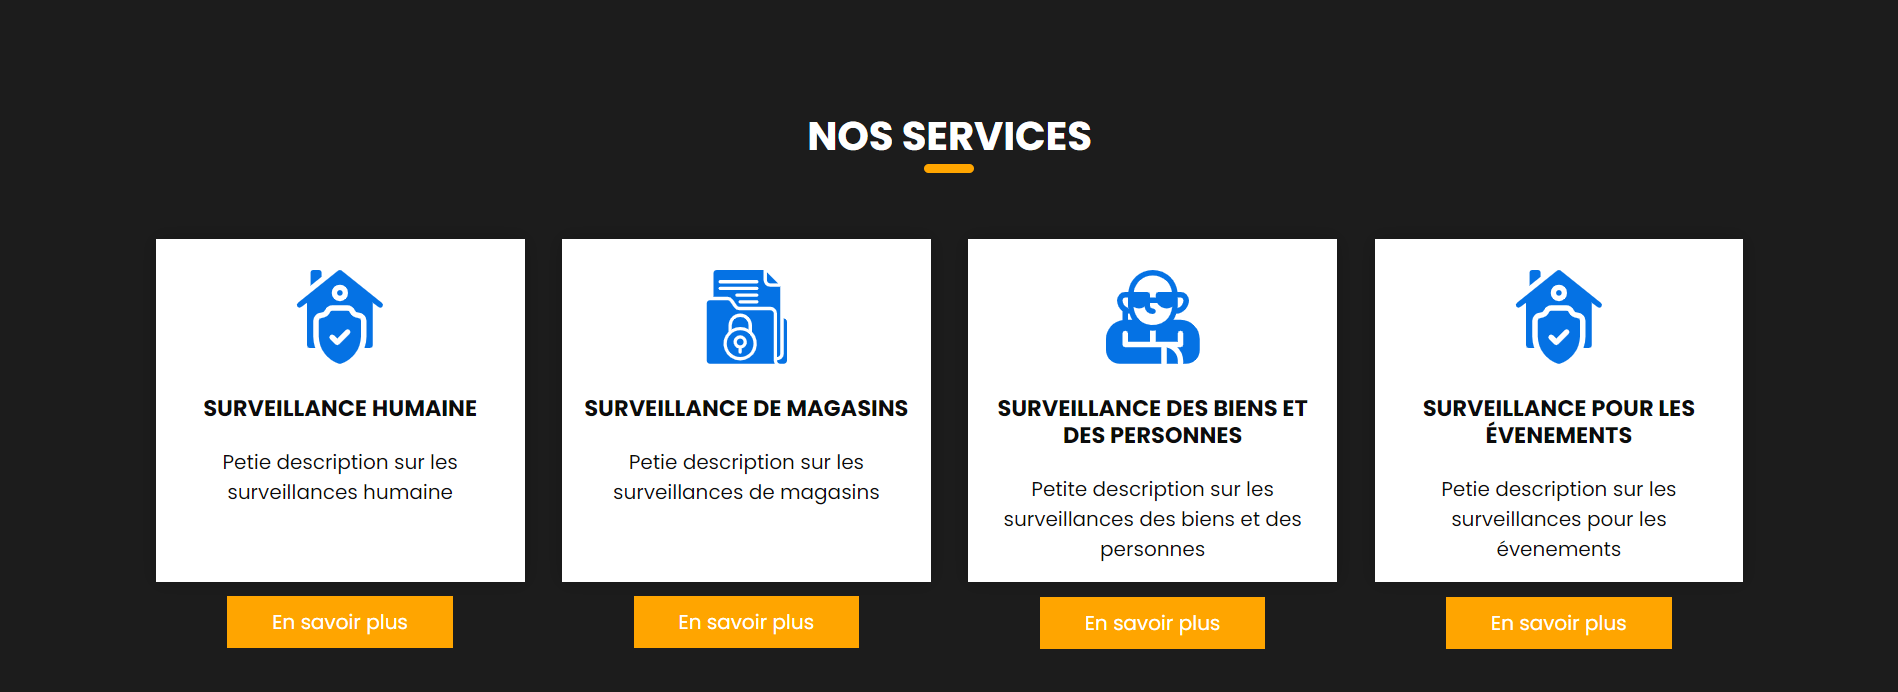 NOS SERVICES
SURVEILLANCE HUMAINE
Petie description sur les
surveillances humaine
En savoir plus
SURVEILLANCE DE MAGASINS
Petie description sur les
surveillances de magasins
En savoir plus
SURVEILLANCE DES BIENS ET
DES PERSONNES
Petite description sur les
surveillances des biens et des
personnes
En savoir plus
SURVEILLANCE POUR LES
ÉVENEMENTS
Petie description sur les
surveillances pour les
évenements
En savoir plus